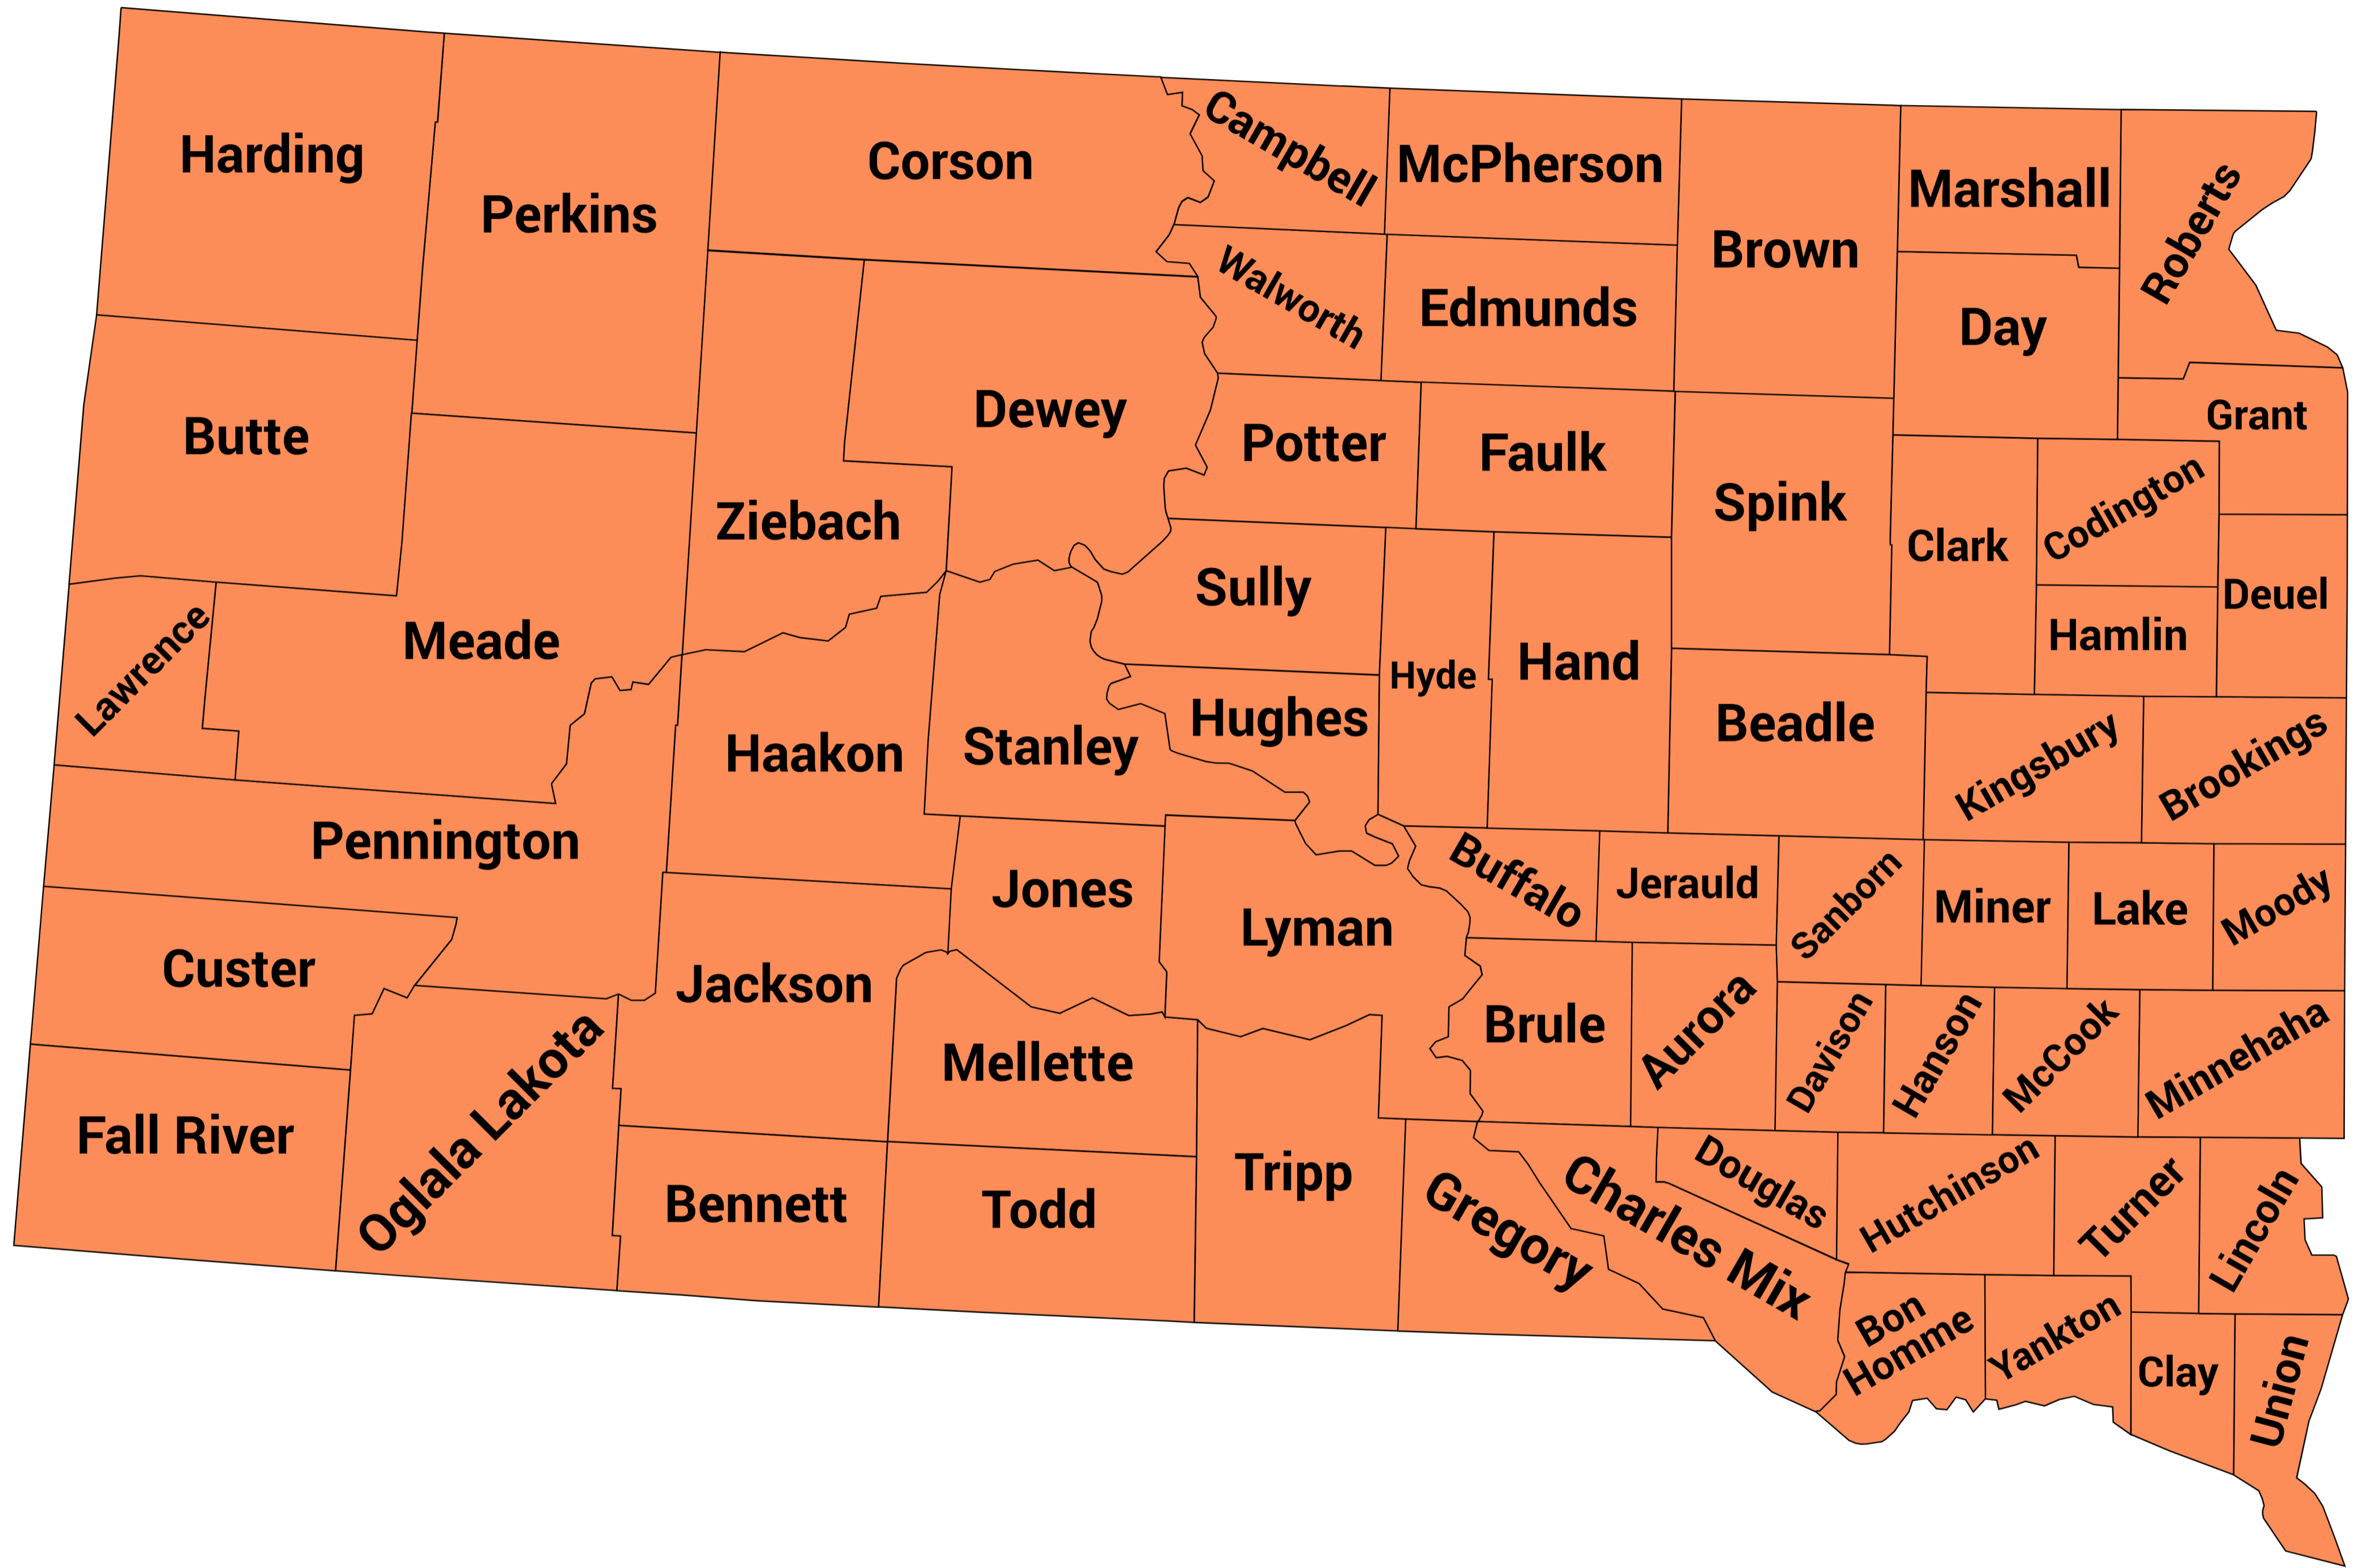 Harding
Perkins
Corson
Campbell
McPherson
Brown
Marshall
Roberts
Walworth
Edmunds
Day
Butte
Dewey
Potter
Faulk
Grant
Ziebach
Spink
Clark
Codington
Sully
Deuel
Lawrence
Meade
Hyde
Hand
Hamlin
Haakon
Stanley
Hughes
Beadle
Kingsbury
Brookings
Pennington
Jones
Lyman
Buffalo
Jerauld
Sanborn
Miner
Lake
Moody
Custer
Jackson
Brule
Aurora
Davison
Hanson
McCook
Minnehaha
Fall River
Oglala Lakota
Mellette
Bennett
Todd
Tripp
Gregory
Charles Mix
Douglas
Hutchinson
Turner
Lincoln
Bon
Homme
Yankton
Clay
Union